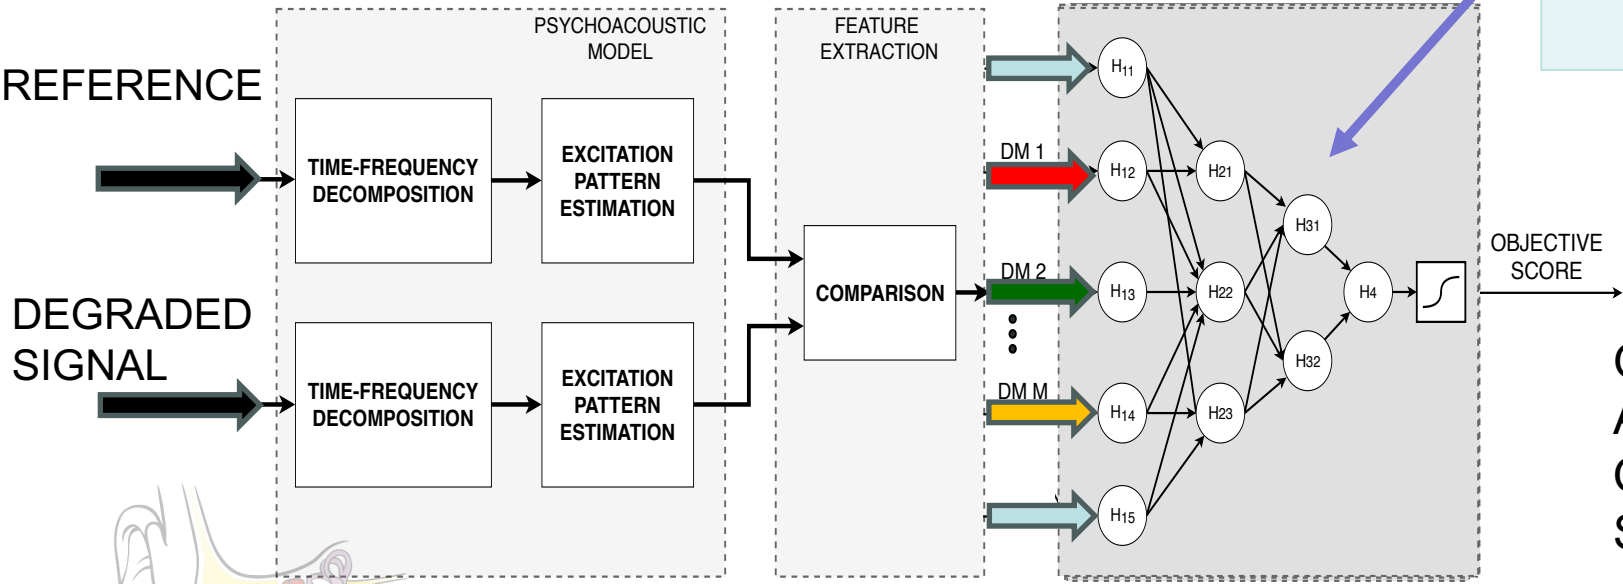 PSYCHOACOUSTIC
MODEL
FEATURE
EXTRACTION
REFERENCE
TIME-FREQUENCY
DECOMPOSITION
EXCITATION
PATTERN
ESTIMATION
DEGRADED
SIGNAL
TIME-FREQUENCY
DECOMPOSITION
EXCITATION
PATTERN
ESTIMATION
COMPARISON
DM 1
DM 2
DM M
H11
H12
H13
H14
H15
H21
H22
H23
H31
H32
H4
OBJECTIVE
SCORE